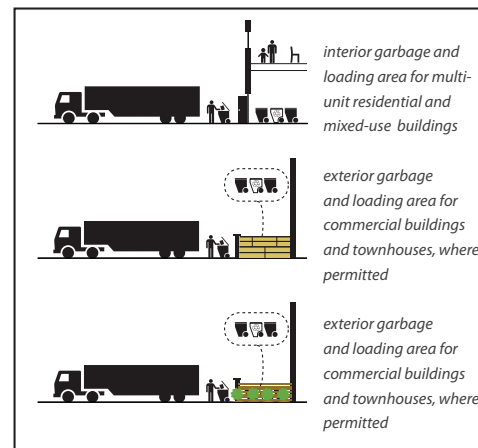 interior garbage and
loading area for multi-
unit residential and
mixed-use buildings
exterior garbage
and loading area for
commercial buildings
and townhouses, where
permitted
exterior garbage
and loading area for
commercial buildings
and townhouses, where
permitted